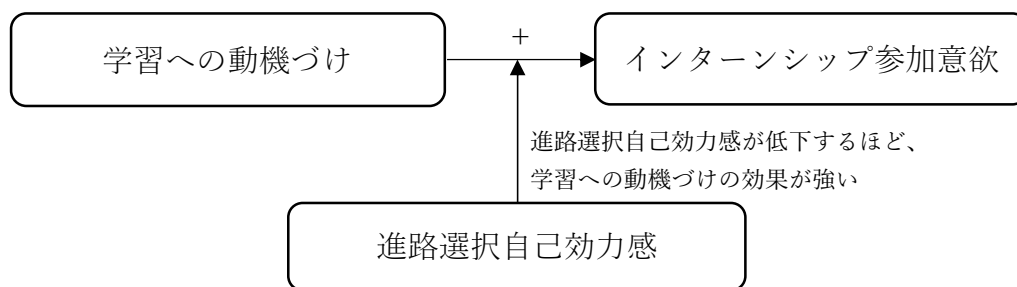 学習への動機づけ
+
インターンシップ参加意欲
進路選択自己効力感が低下するほど、
学習への動機づけの効果が強い
進路選択自己効力感